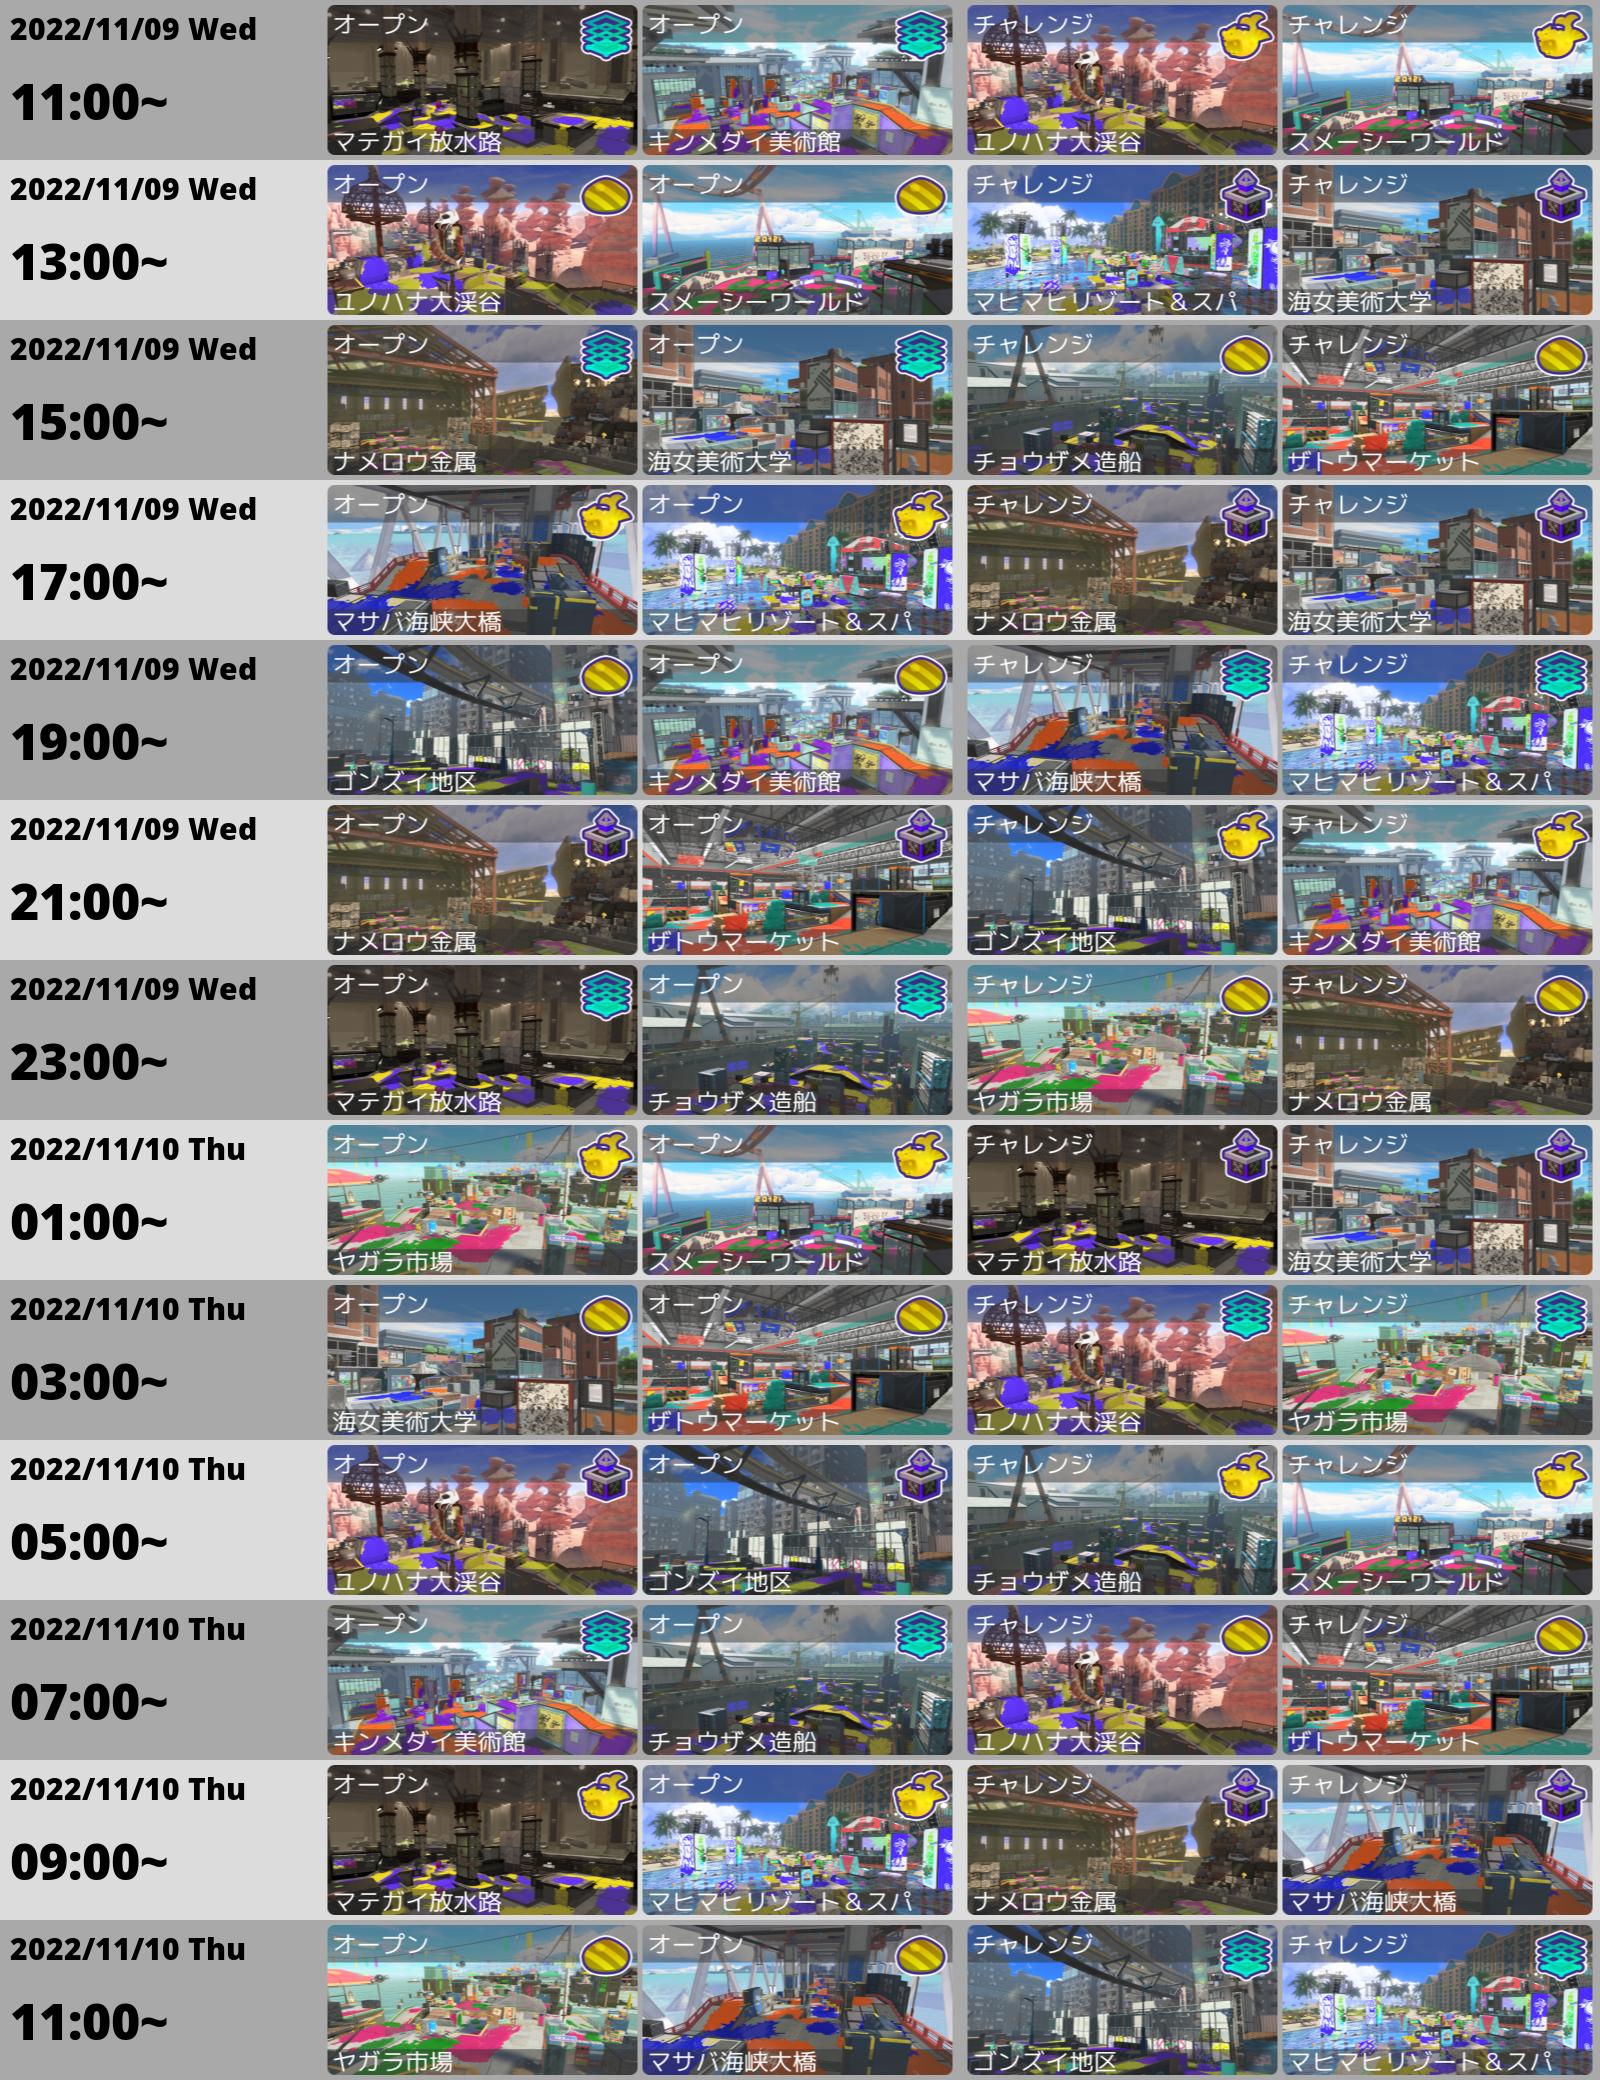 2022/11/09 Wed
11:00~
オープン オープン チャレンジ チャレンジ
マテガイ放水路 キンメダイ美術館 ユノハナ大渓谷 スメーシーワールド
2022/11/09 Wed
13:00~
オープン オープン チャレンジ チャレンジ
ユノハナ大渓谷 スメーシーワールド マヒマヒリゾート&スパ 海女美術大学
2022/11/09 Wed
15:00~
オープン オープン チャレンジ チャレンジ
ナメロウ金属 海女美術大学 チョウザメ造船 ザトウマーケット
2022/11/09 Wed
17:00~
オープン オープン チャレンジ チャレンジ
マサバ海峡大橋 マヒマヒリゾート&スパ ナメロウ金属 海女美術大学
2022/11/09 Wed
19:00~
オープン オープン チャレンジ チャレンジ
ゴンズイ地区 キンメダイ美術館 マサバ海峡大橋 マヒマヒリゾート&スパ
2022/11/09 Wed
21:00~
オープン オープン チャレンジ チャレンジ
ナメロウ金属 ザトウマーケット ゴンズイ地区 キンメダイ美術館
2022/11/09 Wed
23:00~
オープン オープン チャレンジ チャレンジ
マテガイ放水路 チョウザメ造船 ヤガラ市場 ナメロウ金属
2022/11/10 Thu
01:00~
オープン オープン チャレンジ チャレンジ
ヤガラ市場 スメーシーワールド マテガイ放水路 海女美術大学
2022/11/10 Thu
03:00~
オープン オープン チャレンジ チャレンジ
海女美術大学 ザトウマーケット ユノハナ大渓谷 ヤガラ市場
2022/11/10 Thu
05:00~
オープン オープン チャレンジ チャレンジ
ユノハナ大渓谷 ゴンズイ地区 チョウザメ造船 スメーシーワールド
2022/11/10 Thu
07:00~
オープン オープン チャレンジ チャレンジ
キンメダイ美術館 チョウザメ造船 ユノハナ大渓谷 ザトウマーケット
2022/11/10 Thu
09:00~
オープン オープン チャレンジ チャレンジ
マテガイ放水路 マヒマヒリゾート&スパ ナメロウ金属 マサバ海峡大橋
2022/11/10 Thu
11:00~
オープン オープン チャレンジ チャレンジ
ヤガラ市場 マサバ海峡大橋 ゴンズイ地区 マヒマヒリゾート&スパ